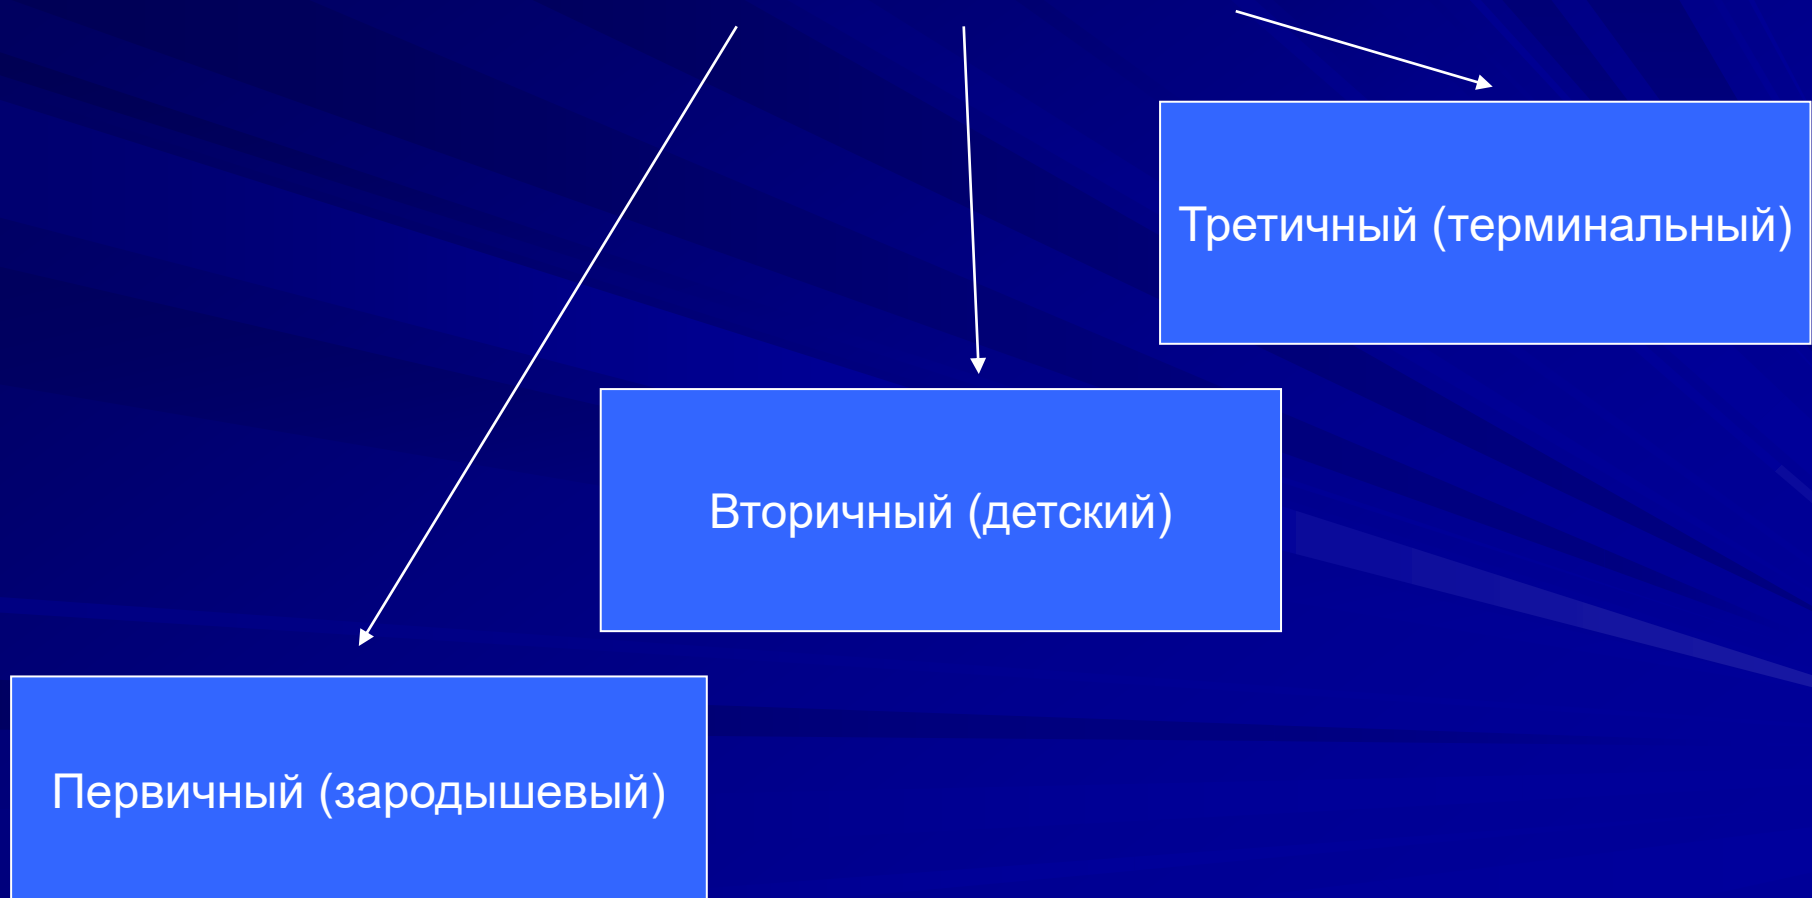 Третичный (терминальный)
Вторичный (детский)
Первичный (зародышевый)